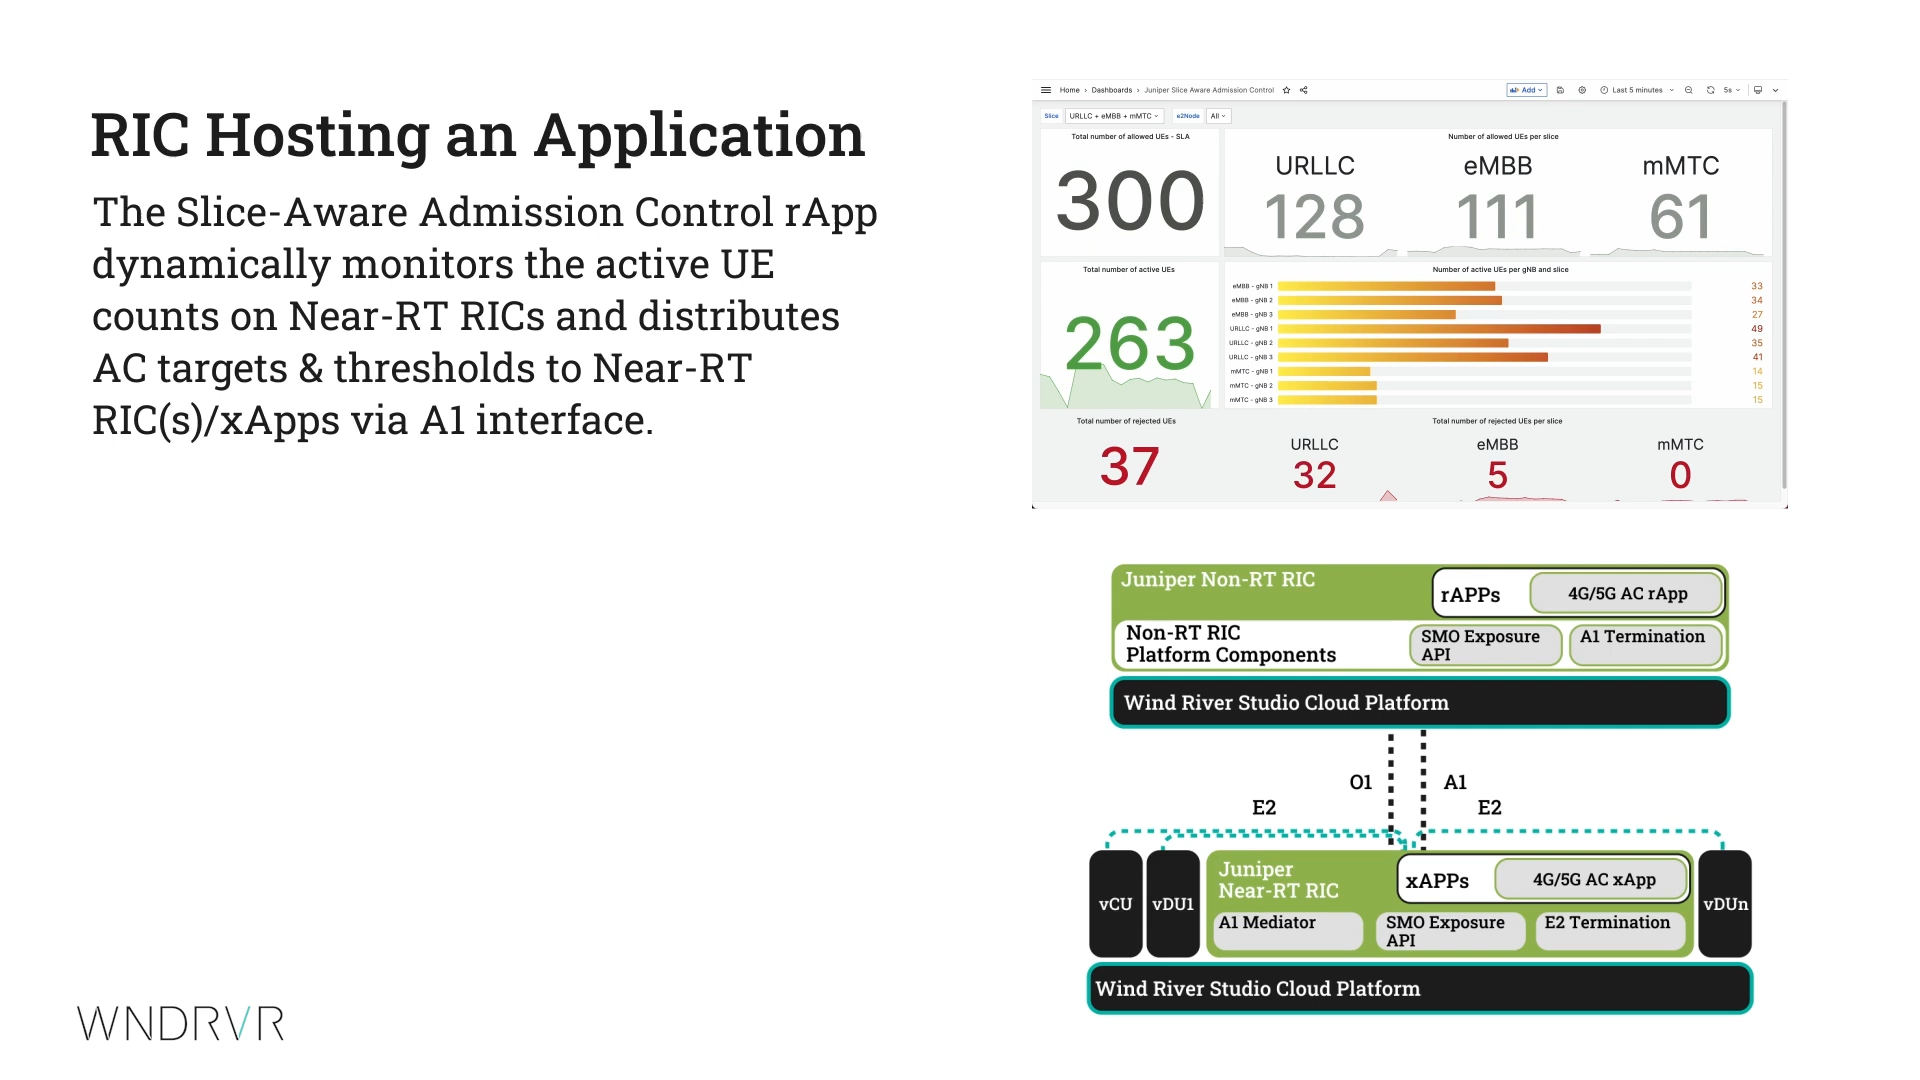 RIC Hosting an Application
The Slice-Aware Admission Control rApp
dynamically monitors the active UE
counts on Near-RT RICs and distributes
AC targets & thresholds to Near-RT
RIC(s)/xApps via A1 interface.
Home › Dashboards › Juniper Slice Aware Admission Control
Add
Last 5 minutes
5s
Slice
URLLC + eMBB + mMTC
e2Node
All
Total number of allowed UEs - SLA
300
Number of allowed UEs per slice
URLLC
128
eMBB
111
mMTC
61
Total number of active UEs
263
Number of active UEs per gNB and slice
eMBB - gNB 1 33
eMBB - gNB 2 34
eMBB - gNB 3 27
URLLC - gNB 1 49
URLLC - gNB 2 35
URLLC - gNB 3 41
mMTC - gNB 1 14
mMTC - gNB 2 15
mMTC - gNB 3 15
Total number of rejected UEs
37
Total number of rejected UEs per slice
URLLC
32
eMBB
5
mMTC
0
Juniper Non-RT RIC
rAPPs
4G/5G AC rApp
Non-RT RIC
Platform Components
SMO Exposure
API
A1 Termination
Wind River Studio Cloud Platform
O1
A1
E2
E2
vCU
vDU1
Juniper
Near-RT RIC
xAPPs
4G/5G AC xApp
A1 Mediator
SMO Exposure
API
E2 Termination
vDUn
Wind River Studio Cloud Platform
WNDRVR